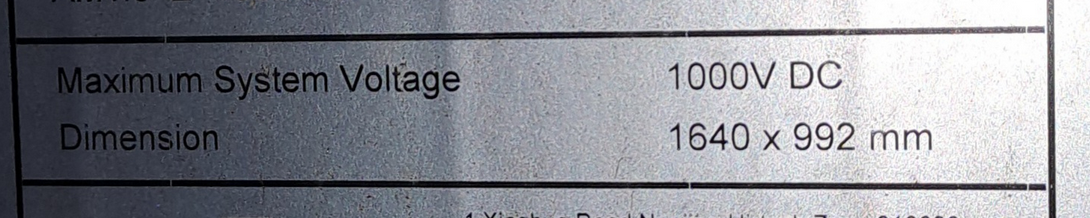 Maximum System Voltage 1000V DC
Dimension 1640 x 992 mm